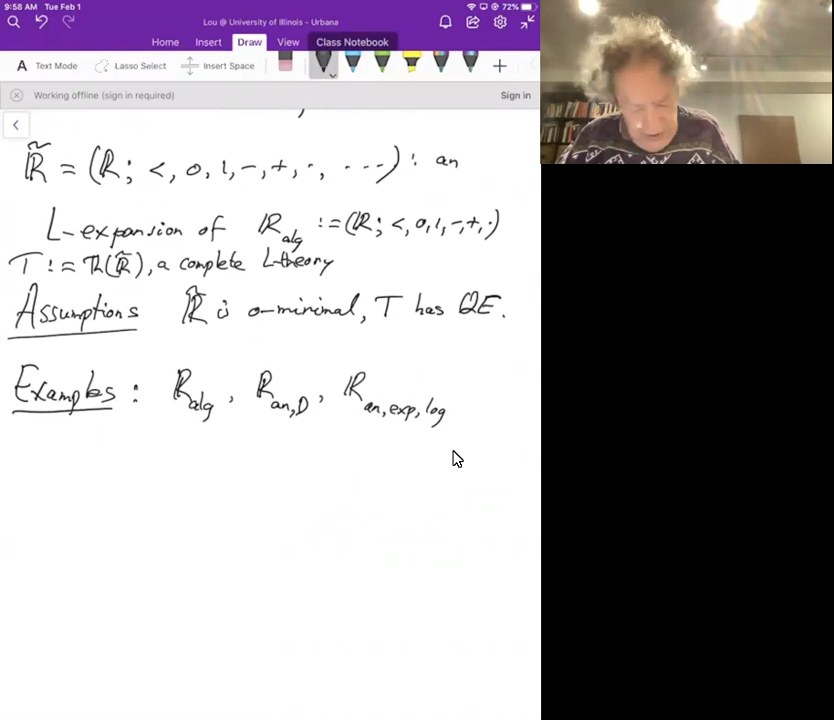 9:58 AM Tue Feb 1
72%
Lou @ University of Illinois - Urbana
Home Insert Draw View Class Notebook
A Text Mode Lasso Select Insert Space
Working offline (sign in required) Sign in
ℝ̃ = (ℝ; <, 0, 1, -, +, ·, ···) : an
L-expansion of ℝ_alg := (ℝ; <, 0, 1, -, +, ·)
T := Th(ℝ̃), a complete L-theory
Assumptions ℝ̃ is o-minimal, T has QE.
Examples : ℝ_alg, ℝ_an,D, ℝ_an,exp,log